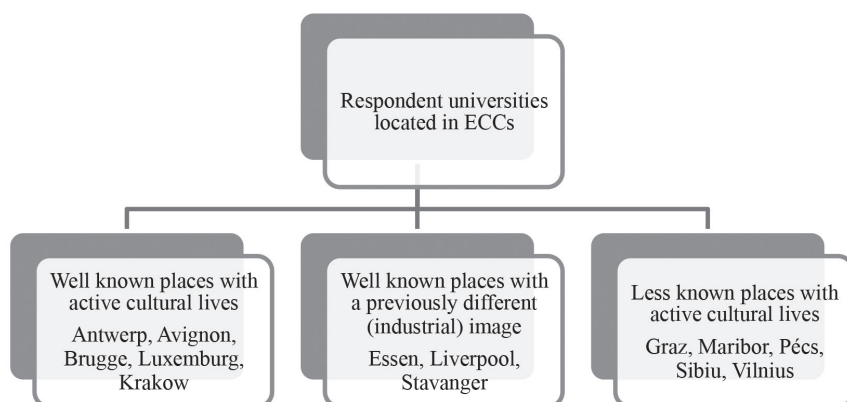 Respondent universities
located in ECCs
Well known places with
active cultural lives
Antwerp, Avignon,
Brugge, Luxemburg,
Krakow
Well known places with
a previously different
(industrial) image
Essen, Liverpool,
Stavanger
Less known places with
active cultural lives
Graz, Maribor, Pécs,
Sibiu, Vilnius